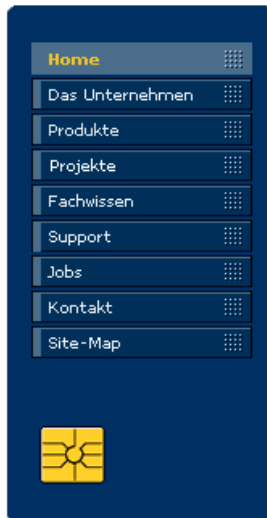 Home
Das Unternehmen
Produkte
Projekte
Fachwissen
Support
Jobs
Kontakt
Site-Map